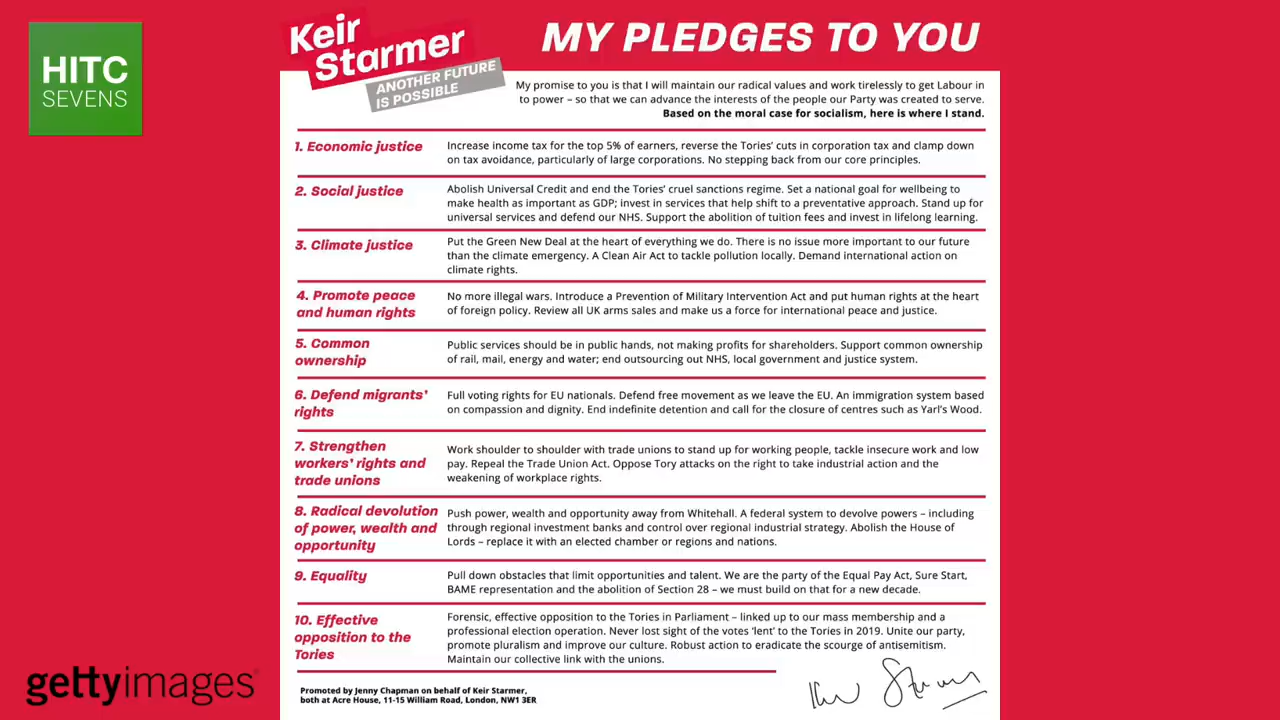 HITC
SEVENS
Keir
Starmer
ANOTHER FUTURE
IS POSSIBLE
MY PLEDGES TO YOU
My promise to you is that I will maintain our radical values and work tirelessly to get Labour in
to power – so that we can advance the interests of the people our Party was created to serve.
Based on the moral case for socialism, here is where I stand.
1. Economic justice
Increase income tax for the top 5% of earners, reverse the Tories’ cuts in corporation tax and clamp down
on tax avoidance, particularly of large corporations. No stepping back from our core principles.
2. Social justice
Abolish Universal Credit and end the Tories’ cruel sanctions regime. Set a national goal for wellbeing to
make health as important as GDP; invest in services that help shift to a preventative approach. Stand up for
universal services and defend our NHS. Support the abolition of tuition fees and invest in lifelong learning.
3. Climate justice
Put the Green New Deal at the heart of everything we do. There is no issue more important to our future
than the climate emergency. A Clean Air Act to tackle pollution locally. Demand international action on
climate rights.
4. Promote peace
and human rights
No more illegal wars. Introduce a Prevention of Military Intervention Act and put human rights at the heart
of foreign policy. Review all UK arms sales and make us a force for international peace and justice.
5. Common
ownership
Public services should be in public hands, not making profits for shareholders. Support common ownership
of rail, mail, energy and water; end outsourcing out NHS, local government and justice system.
6. Defend migrants’
rights
Full voting rights for EU nationals. Defend free movement as we leave the EU. An immigration system based
on compassion and dignity. End indefinite detention and call for the closure of centres such as Yarl’s Wood.
7. Strengthen
workers’ rights and
trade unions
Work shoulder to shoulder with trade unions to stand up for working people, tackle insecure work and low
pay. Repeal the Trade Union Act. Oppose Tory attacks on the right to take industrial action and the
weakening of workplace rights.
8. Radical devolution
of power, wealth and
opportunity
Push power, wealth and opportunity away from Whitehall. A federal system to devolve powers – including
through regional investment banks and control over regional industrial strategy. Abolish the House of
Lords – replace it with an elected chamber or regions and nations.
9. Equality
Pull down obstacles that limit opportunities and talent. We are the party of the Equal Pay Act, Sure Start,
BAME representation and the abolition of Section 28 – we must build on that for a new decade.
10. Effective
opposition to the
Tories
Forensic, effective opposition to the Tories in Parliament – linked up to our mass membership and a
professional election operation. Never lost sight of the votes ‘lent’ to the Tories in 2019. Unite our party,
promote pluralism and improve our culture. Robust action to eradicate the scourge of antisemitism.
Maintain our collective link with the unions.
Promoted by Jenny Chapman on behalf of Keir Starmer,
both at Acre House, 11-15 William Road, London, NW1 3ER
Keir Starmer
gettyimages